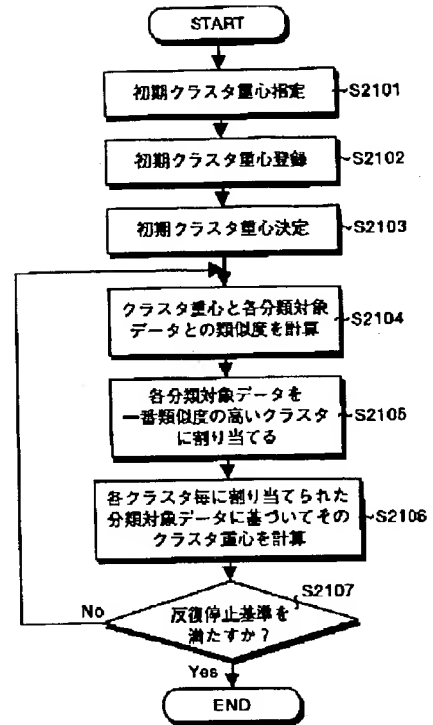 START
初期クラスタ重心指定
S2101
初期クラスタ重心登録
S2102
初期クラスタ重心決定
S2103
クラスタ重心と各分類対象
データとの類似度を計算
S2104
各分類対象データを
一番類似度の高いクラスタ
に割り当てる
S2105
各クラスタ毎に割り当てられた
分類対象データに基づいてその
クラスタ重心を計算
S2106
S2107
反復停止基準を
満たすか？
No
Yes
END